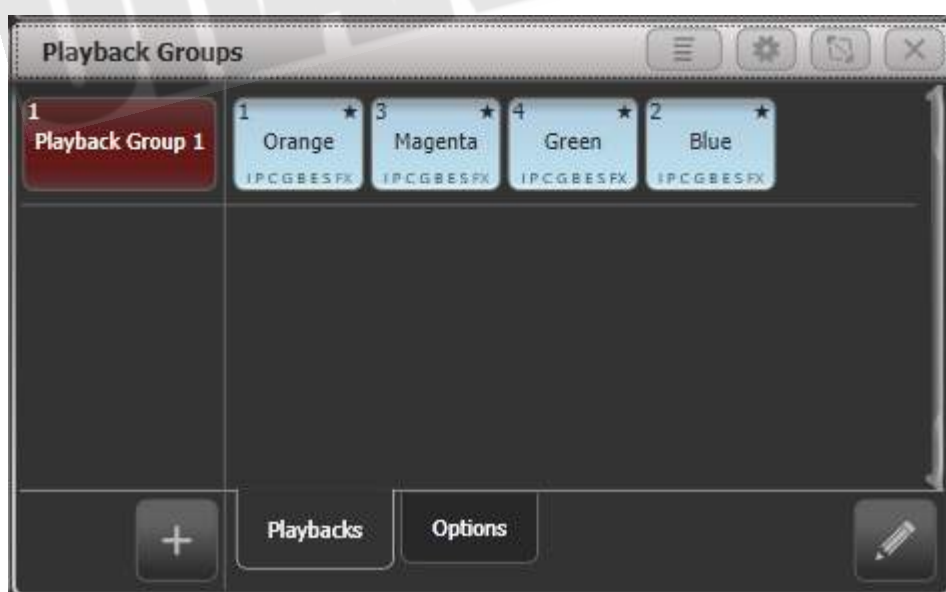 Playback Groups
1
Playback Group 1
1 ★
Orange
IPCGBESFX
3 ★
Magenta
IPCGBESFX
4 ★
Green
IPCGBESFX
2 ★
Blue
IPCGBESFX
Playbacks
Options